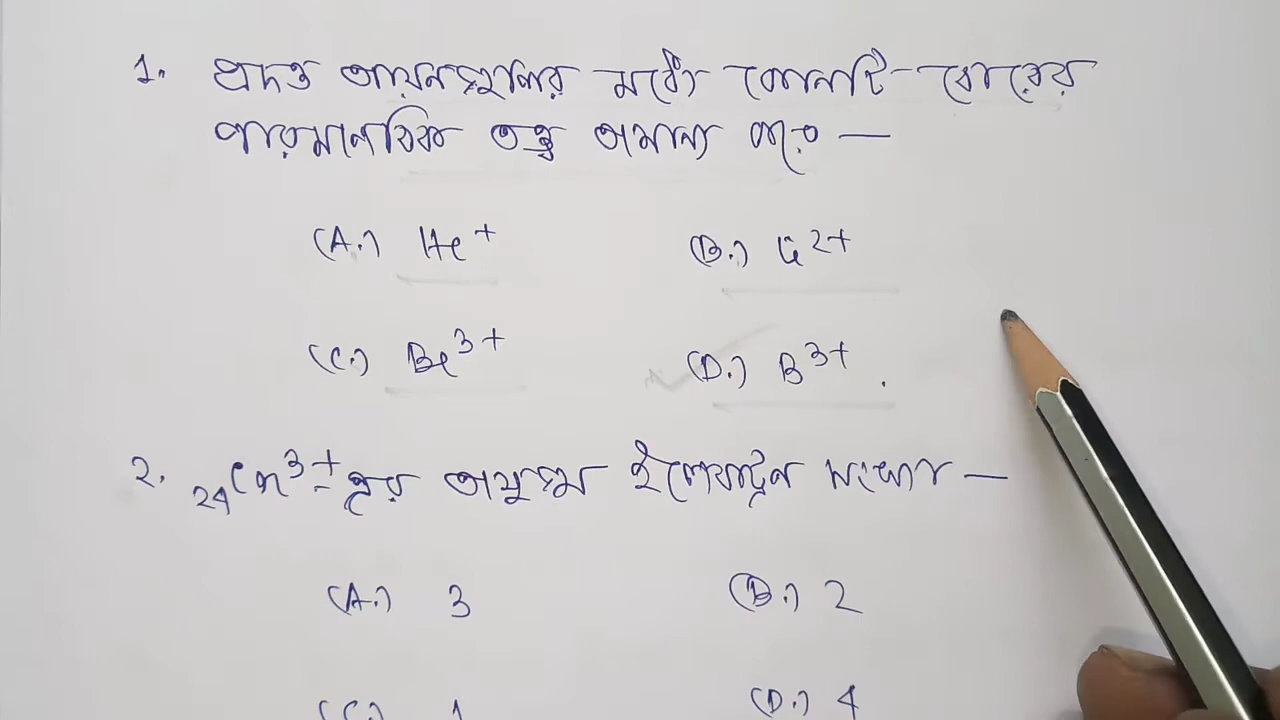 1. প্রদত্ত আয়নগুলির মধ্যে কোনটি বোরের
পারমানবিক তত্ত্ব অমান্য করে —
(A.) He⁺ (B.) Li²⁺
(C.) Be³⁺ (D.) B³⁺
2. ₂₄Cr³⁺ এর অযুগ্ম ইলেকট্রন সংখ্যা —
(A.) 3 (B.) 2
(C.) 1 (D.) 4